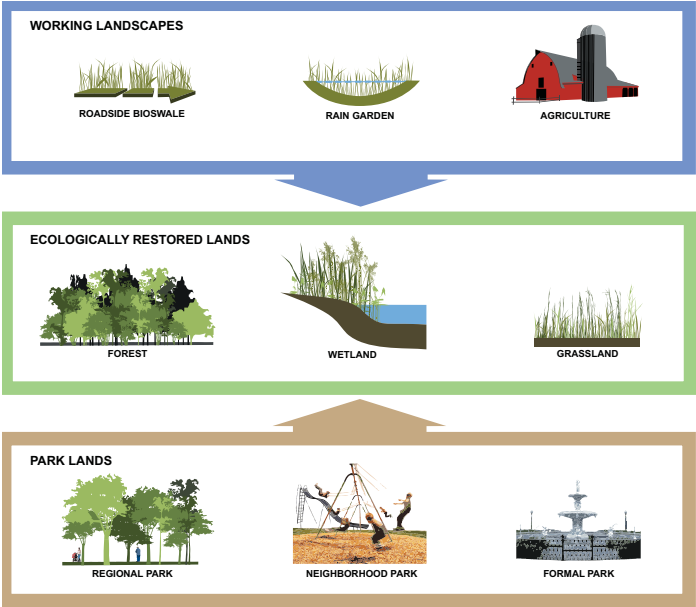 WORKING LANDSCAPES
ROADSIDE BIOSWALE
RAIN GARDEN
AGRICULTURE
ECOLOGICALLY RESTORED LANDS
FOREST
WETLAND
GRASSLAND
PARK LANDS
REGIONAL PARK
NEIGHBORHOOD PARK
FORMAL PARK